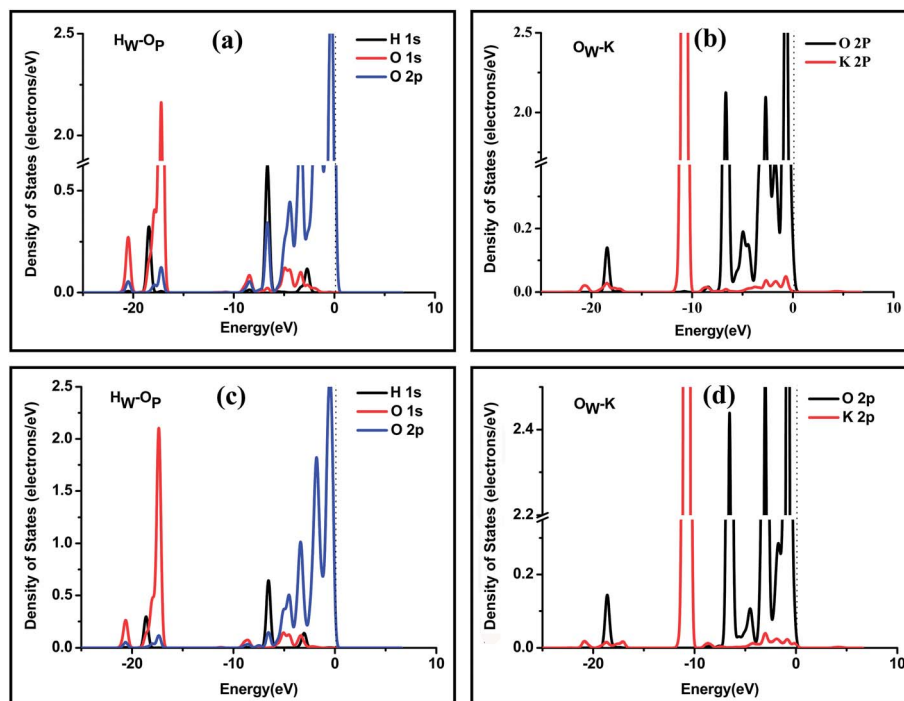 H_W-O_P
(a)
H 1s
O 1s
O 2p
Density of States (electrons/eV)
2.5
2.0
0.5
0.0
-20
-10
0
10
Energy(eV)
O_W-K
(b)
O 2P
K 2P
Density of States (electrons/eV)
2.5
2.0
0.2
0.0
-20
-10
0
10
Energy(eV)
H_W-O_P
(c)
H 1s
O 1s
O 2p
Density of States (electrons/eV)
2.5
2.0
1.5
1.0
0.5
0.0
-20
-10
0
10
Energy(eV)
O_W-K
(d)
O 2p
K 2p
Density of States (electrons/eV)
2.4
2.2
0.2
0.0
-20
-10
0
10
Energy(eV)